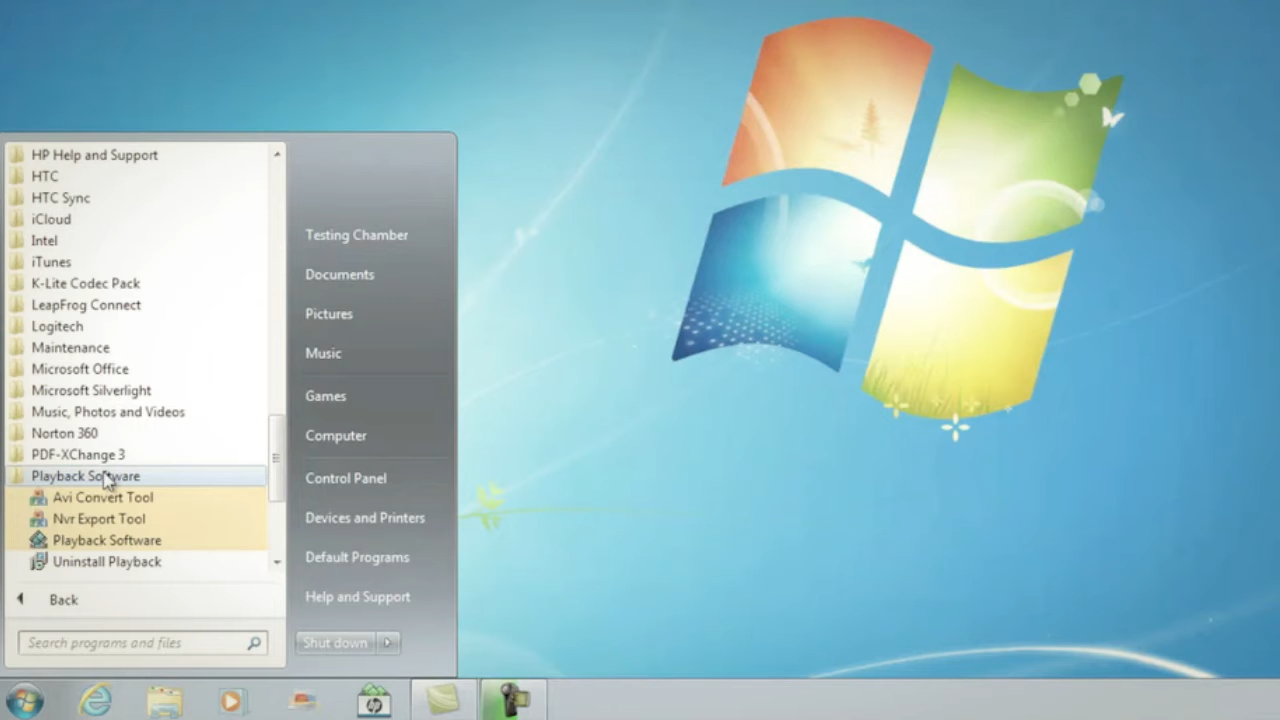 HP Help and Support
HTC
HTC Sync
iCloud
Intel
iTunes
K-Lite Codec Pack
LeapFrog Connect
Logitech
Maintenance
Microsoft Office
Microsoft Silverlight
Music, Photos and Videos
Norton 360
PDF-XChange 3
Playback Software
Avi Convert Tool
Nvr Export Tool
Playback Software
Uninstall Playback
Back
Search programs and files
Testing Chamber
Documents
Pictures
Music
Games
Computer
Control Panel
Devices and Printers
Default Programs
Help and Support
Shut down
hp